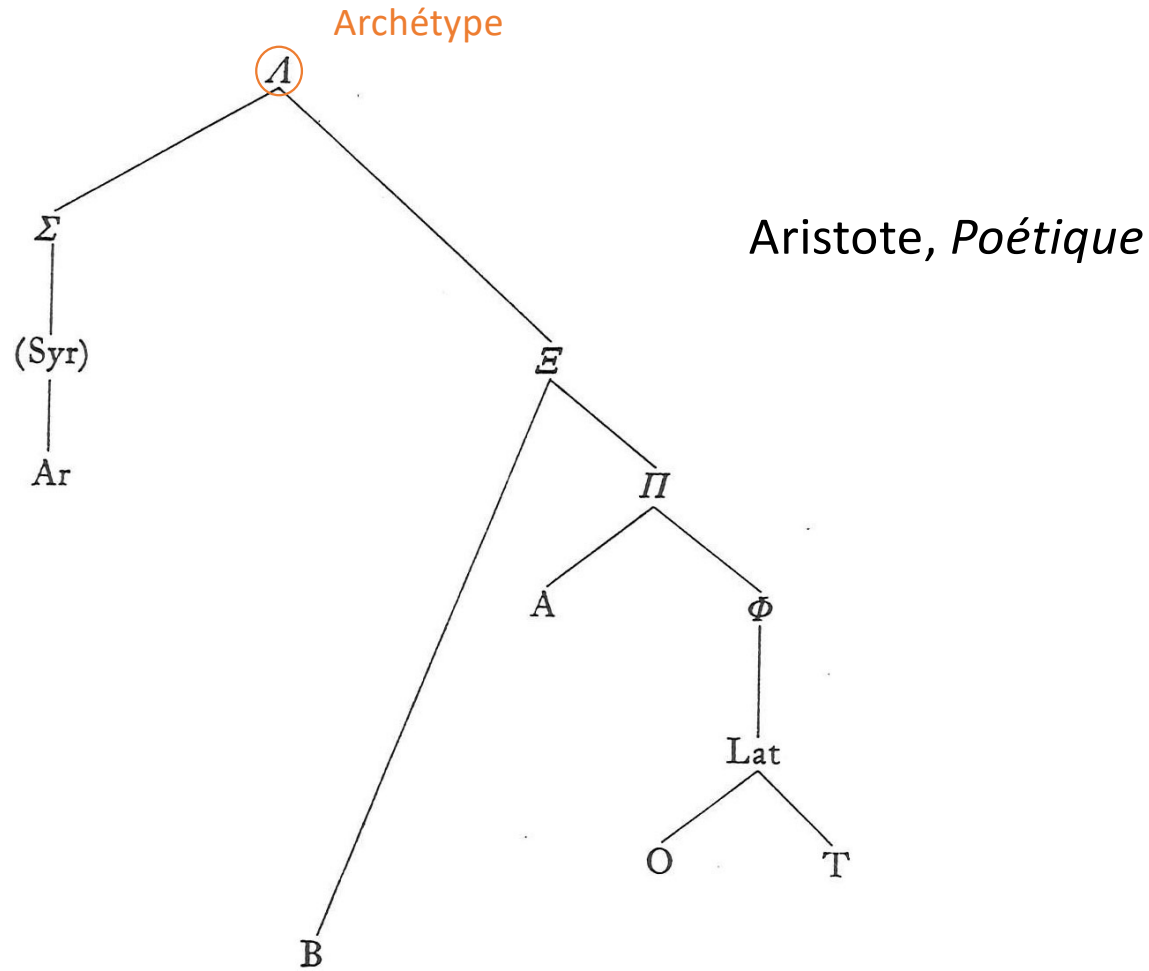 Archétype
Λ
Σ
Aristote, Poétique
(Syr)
Ξ
Ar
Π
A
Φ
Lat
O
T
B